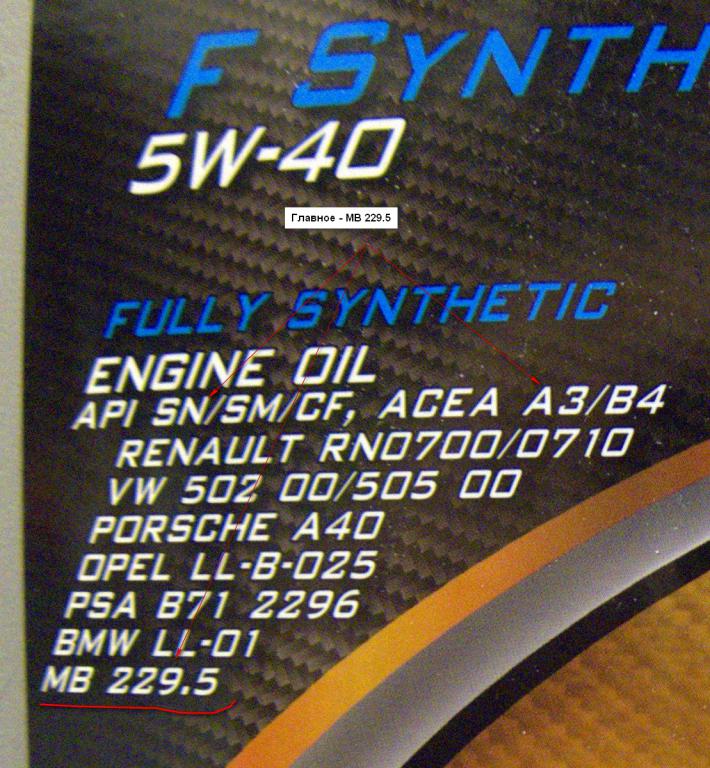 F SYNTH
5W-40
Главное - MB 229.5
FULLY SYNTHETIC
ENGINE OIL
API SN/SM/CF, ACEA A3/B4
RENAULT RN0700/0710
VW 502 00/505 00
PORSCHE A40
OPEL LL-B-025
PSA B71 2296
BMW LL-01
MB 229.5